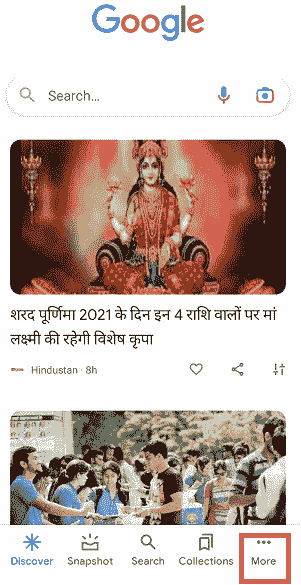 Google
Search...
शरद पूर्णिमा 2021 के दिन इन 4 राशि वालों पर मां
लक्ष्मी की रहेगी विशेष कृपा
Hindustan · 8h
Discover Snapshot Search Collections More